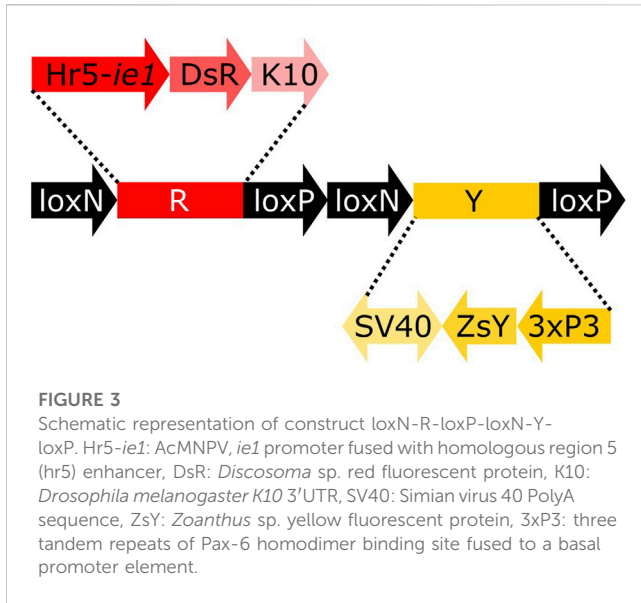 Hr5-ie1 DsR K10
loxN R loxP loxN Y loxP
SV40 ZsY 3xP3
FIGURE 3
Schematic representation of construct loxN-R-loxP-loxN-Y-
loxP. Hr5-ie1: AcMNPV, ie1 promoter fused with homologous region 5
(hr5) enhancer, DsR: Discosoma sp. red fluorescent protein, K10:
Drosophila melanogaster K10 3′UTR, SV40: Simian virus 40 PolyA
sequence, ZsY: Zoanthus sp. yellow fluorescent protein, 3xP3: three
tandem repeats of Pax-6 homodimer binding site fused to a basal
promoter element.